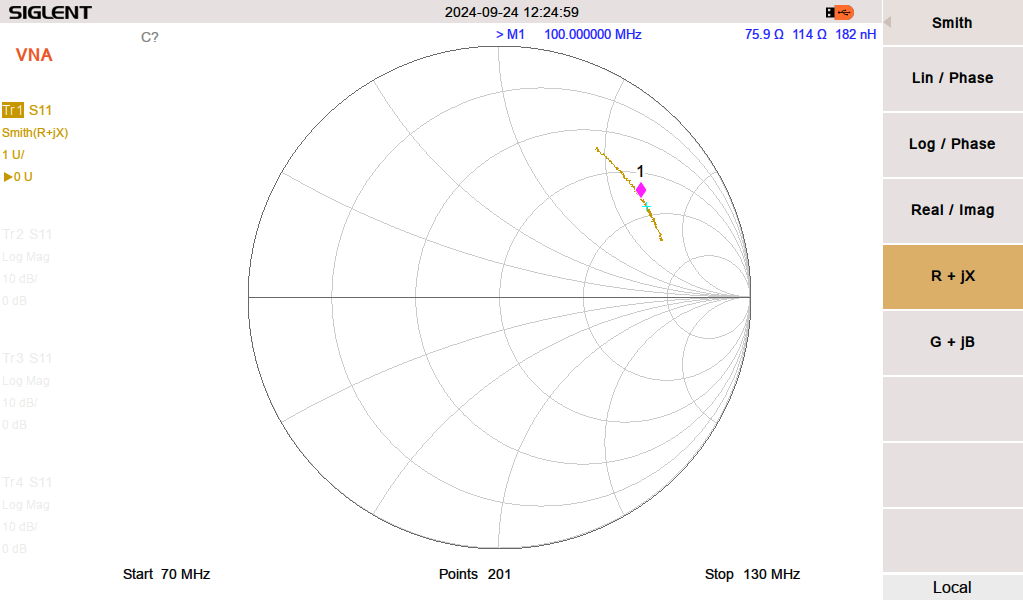 SIGLENT
2024-09-24 12:24:59
C?
> M1 100.000000 MHz 75.9 Ω 114 Ω 182 nH
VNA
Tr1 S11
Smith(R+jX)
1 U/
▶0 U
Tr2 S11
Log Mag
10 dB/
0 dB
Tr3 S11
Log Mag
10 dB/
0 dB
Tr4 S11
Log Mag
10 dB/
0 dB
1
Start 70 MHz
Points 201
Stop 130 MHz
Smith
Lin / Phase
Log / Phase
Real / Imag
R + jX
G + jB
Local